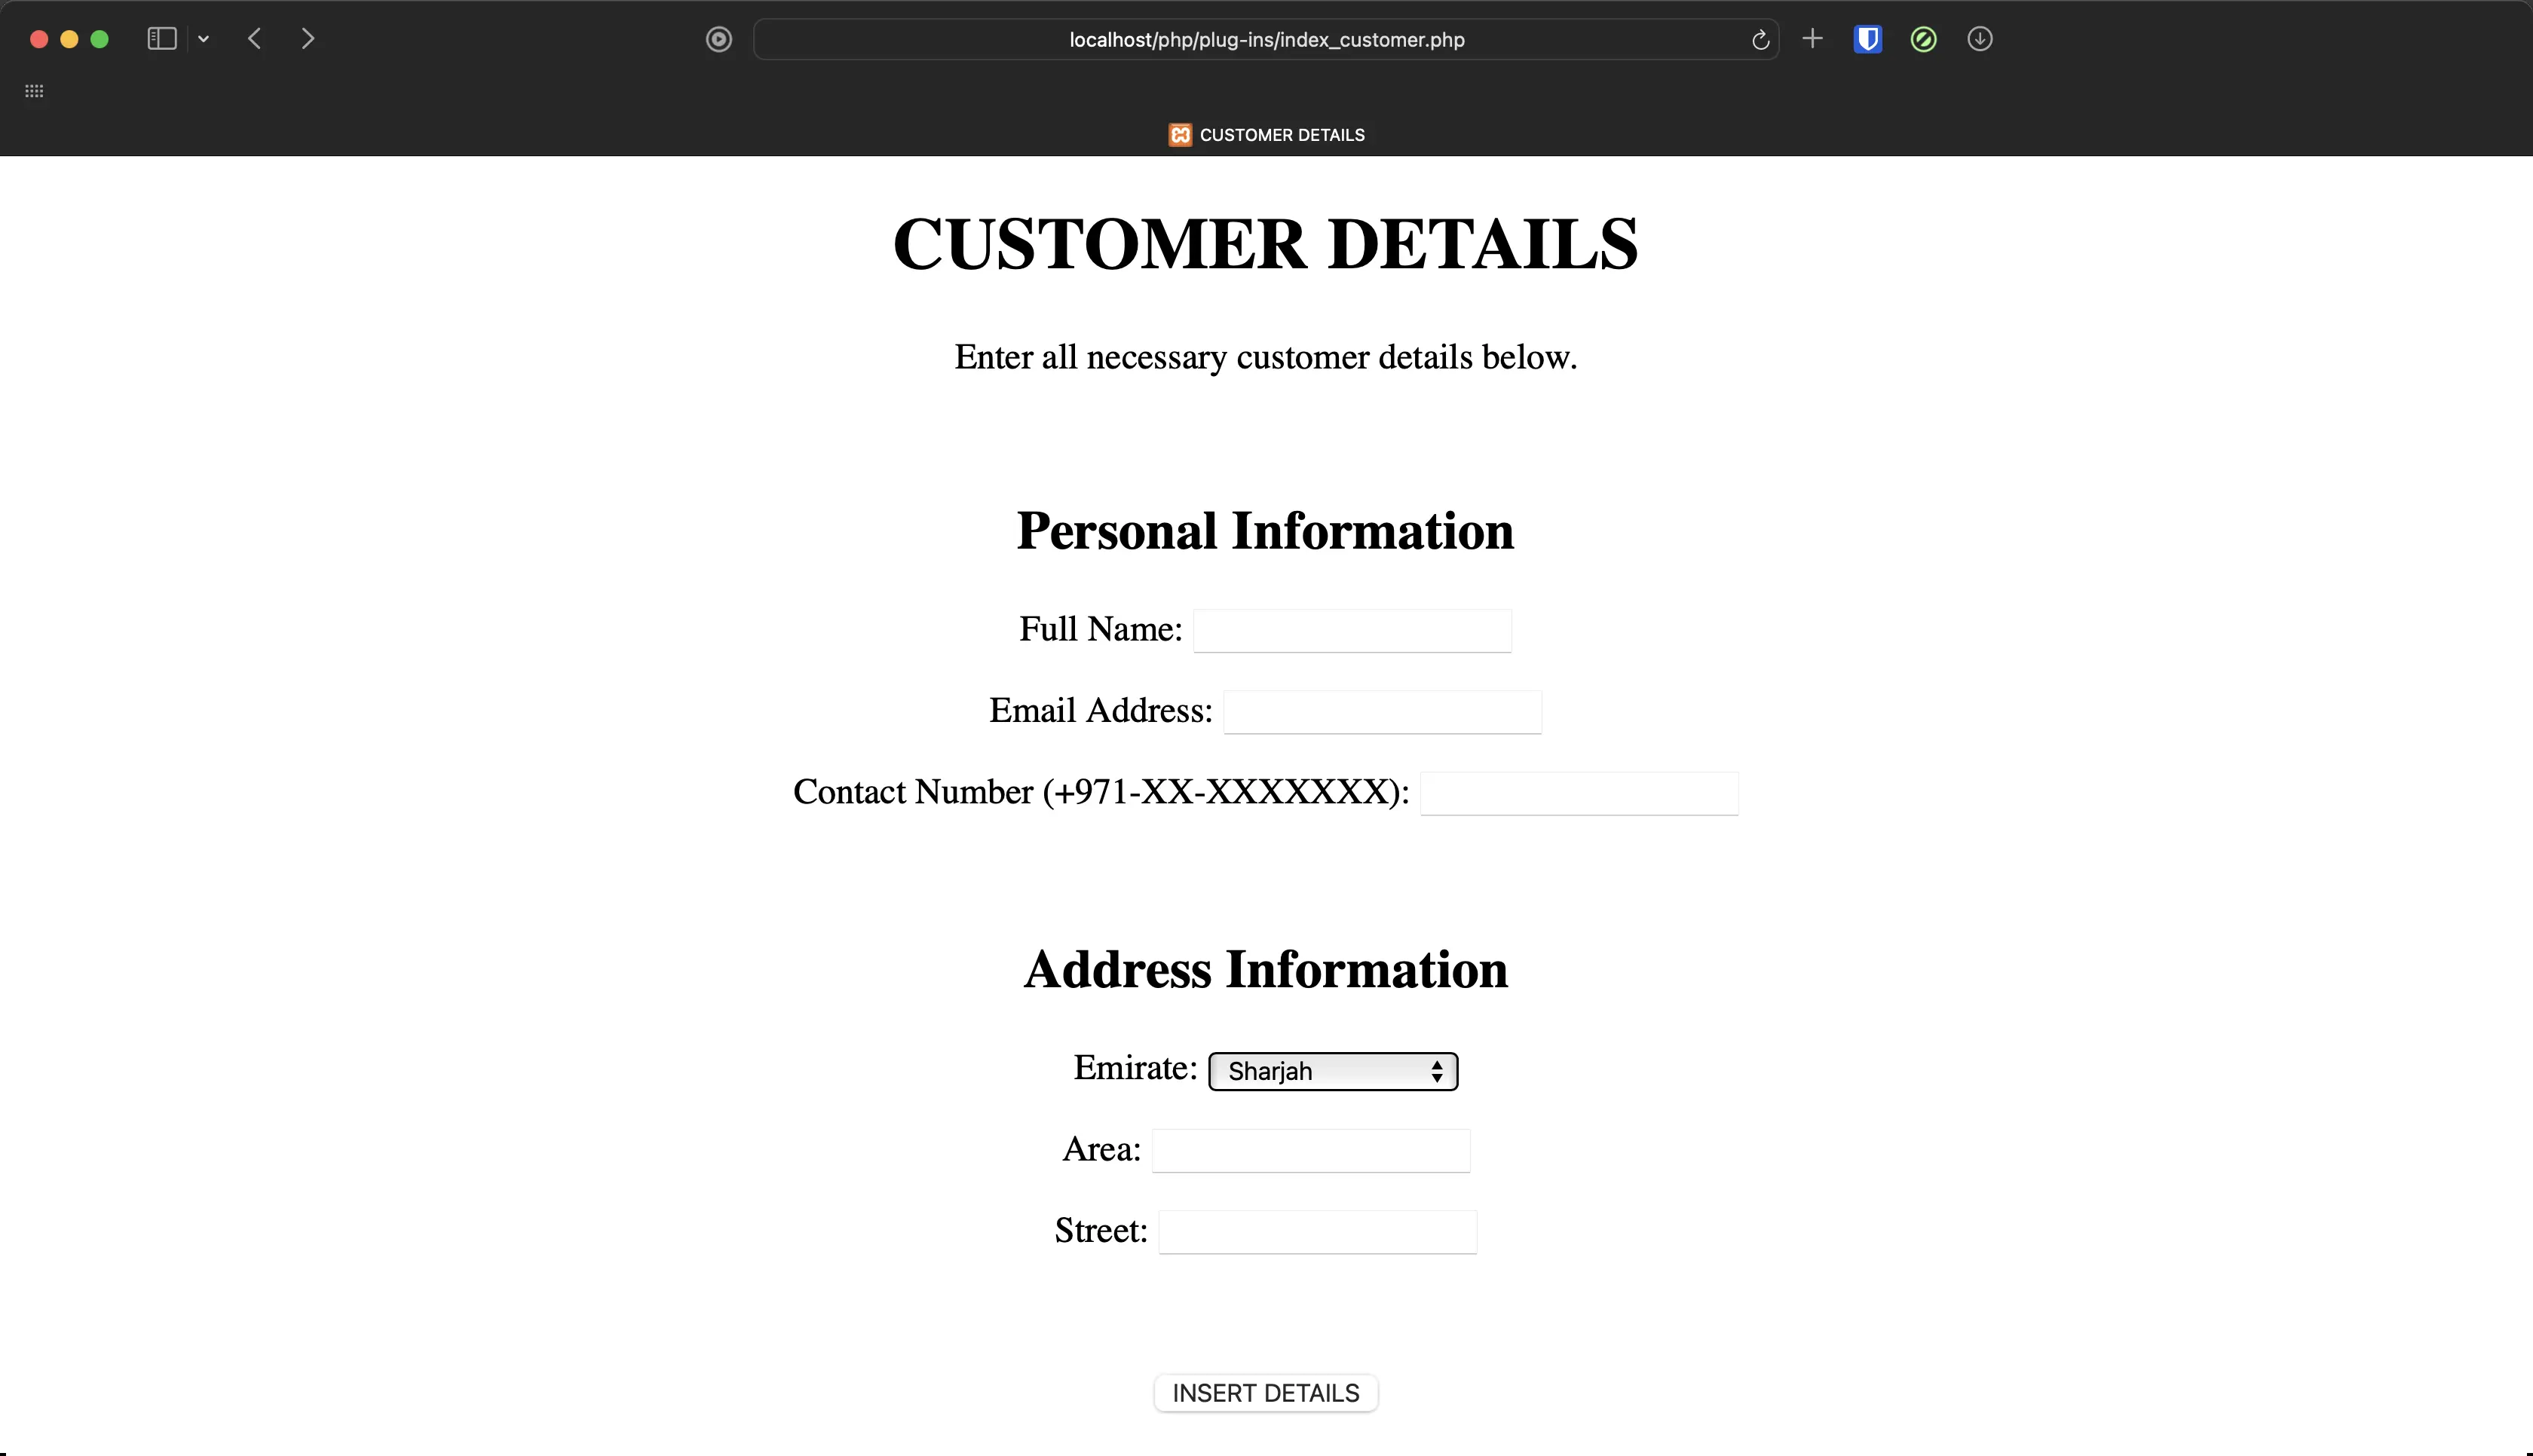 localhost/php/plug-ins/index_customer.php
CUSTOMER DETAILS
CUSTOMER DETAILS
Enter all necessary customer details below.
Personal Information
Full Name:
Email Address:
Contact Number (+971-XX-XXXXXXX):
Address Information
Emirate: Sharjah
Area:
Street:
INSERT DETAILS